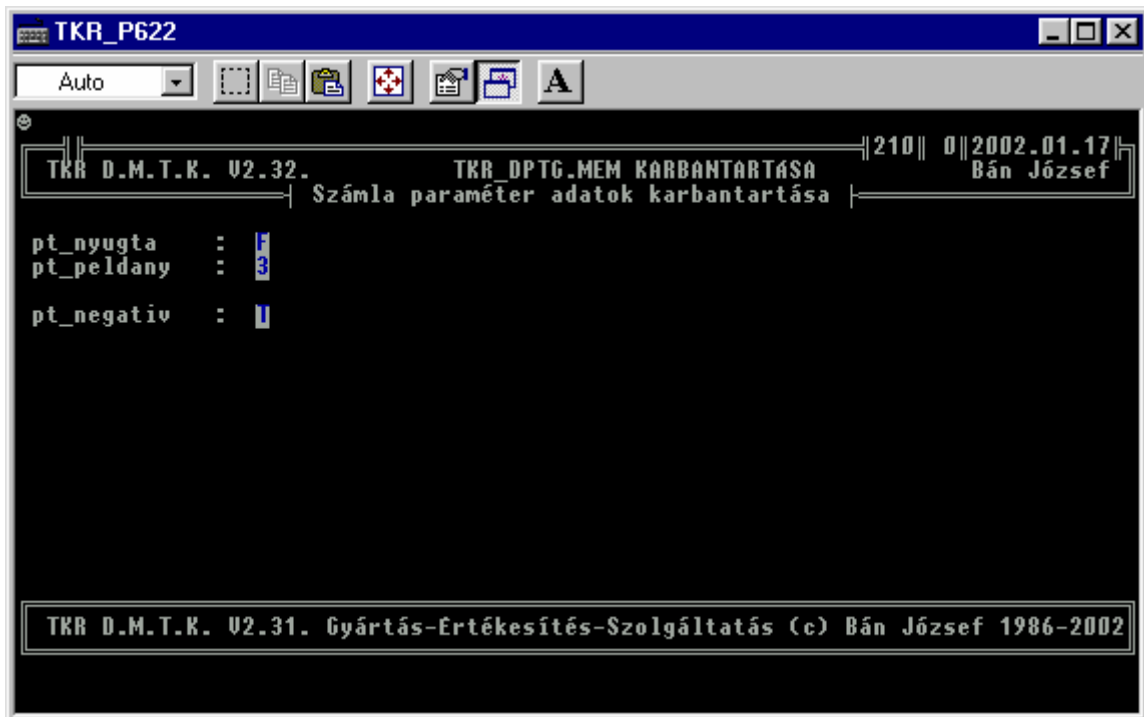 TKR_P622
Auto
A
210 0 2002.01.17
TKR D.M.T.K. V2.32. TKR_DPTG.MEM KARBANTARTáSA Bán József
Számla paraméter adatok karbantartása
pt_nyugta : F
pt_peldany : 3
pt_negativ : T
TKR D.M.T.K. V2.31. Gyártás-Értékesítés-Szolgáltatás (c) Bán József 1986-2002